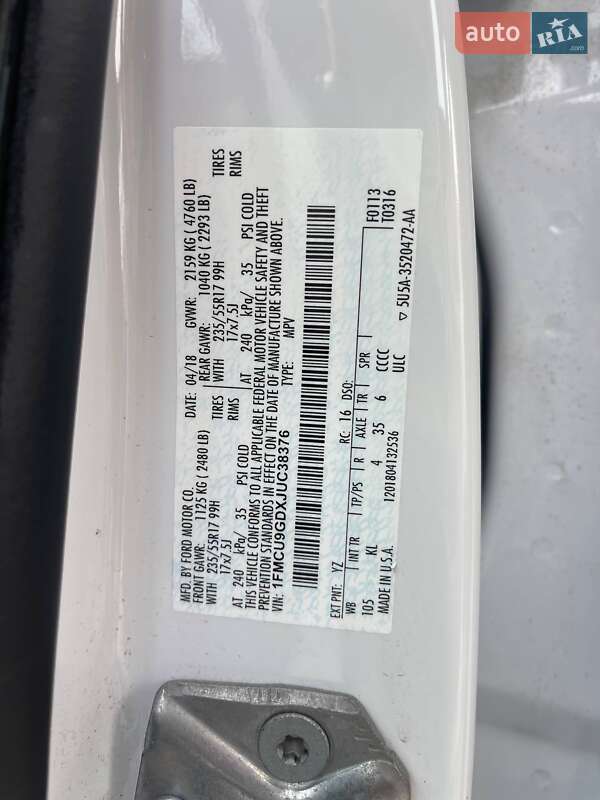 auto RIA .com
MFD. BY FORD MOTOR CO. DATE: 04/18 GVWR: 2159 KG ( 4760 LB)
FRONT GAWR: 1125 KG ( 2480 LB) REAR GAWR: 1040 KG ( 2293 LB)
WITH 235/55R17 99H TIRES WITH 235/55R17 99H TIRES
17x7.5J RIMS 17x7.5J RIMS
AT 240 kPa/ 35 PSI COLD AT 240 kPa/ 35 PSI COLD
THIS VEHICLE CONFORMS TO ALL APPLICABLE FEDERAL MOTOR VEHICLE SAFETY AND THEFT
PREVENTION STANDARDS IN EFFECT ON THE DATE OF MANUFACTURE SHOWN ABOVE.
VIN: 1FMCU9GDXJUC38376 TYPE: MPV
F0113
T0316
EXT PNT: YZ RC: 16 DSO:
WB INT TR TP/PS R AXLE TR SPR
105 KL 4 35 6 CCCC
MADE IN U.S.A. 1201804132536 ULC
▽ 5U5A-3520472-AA